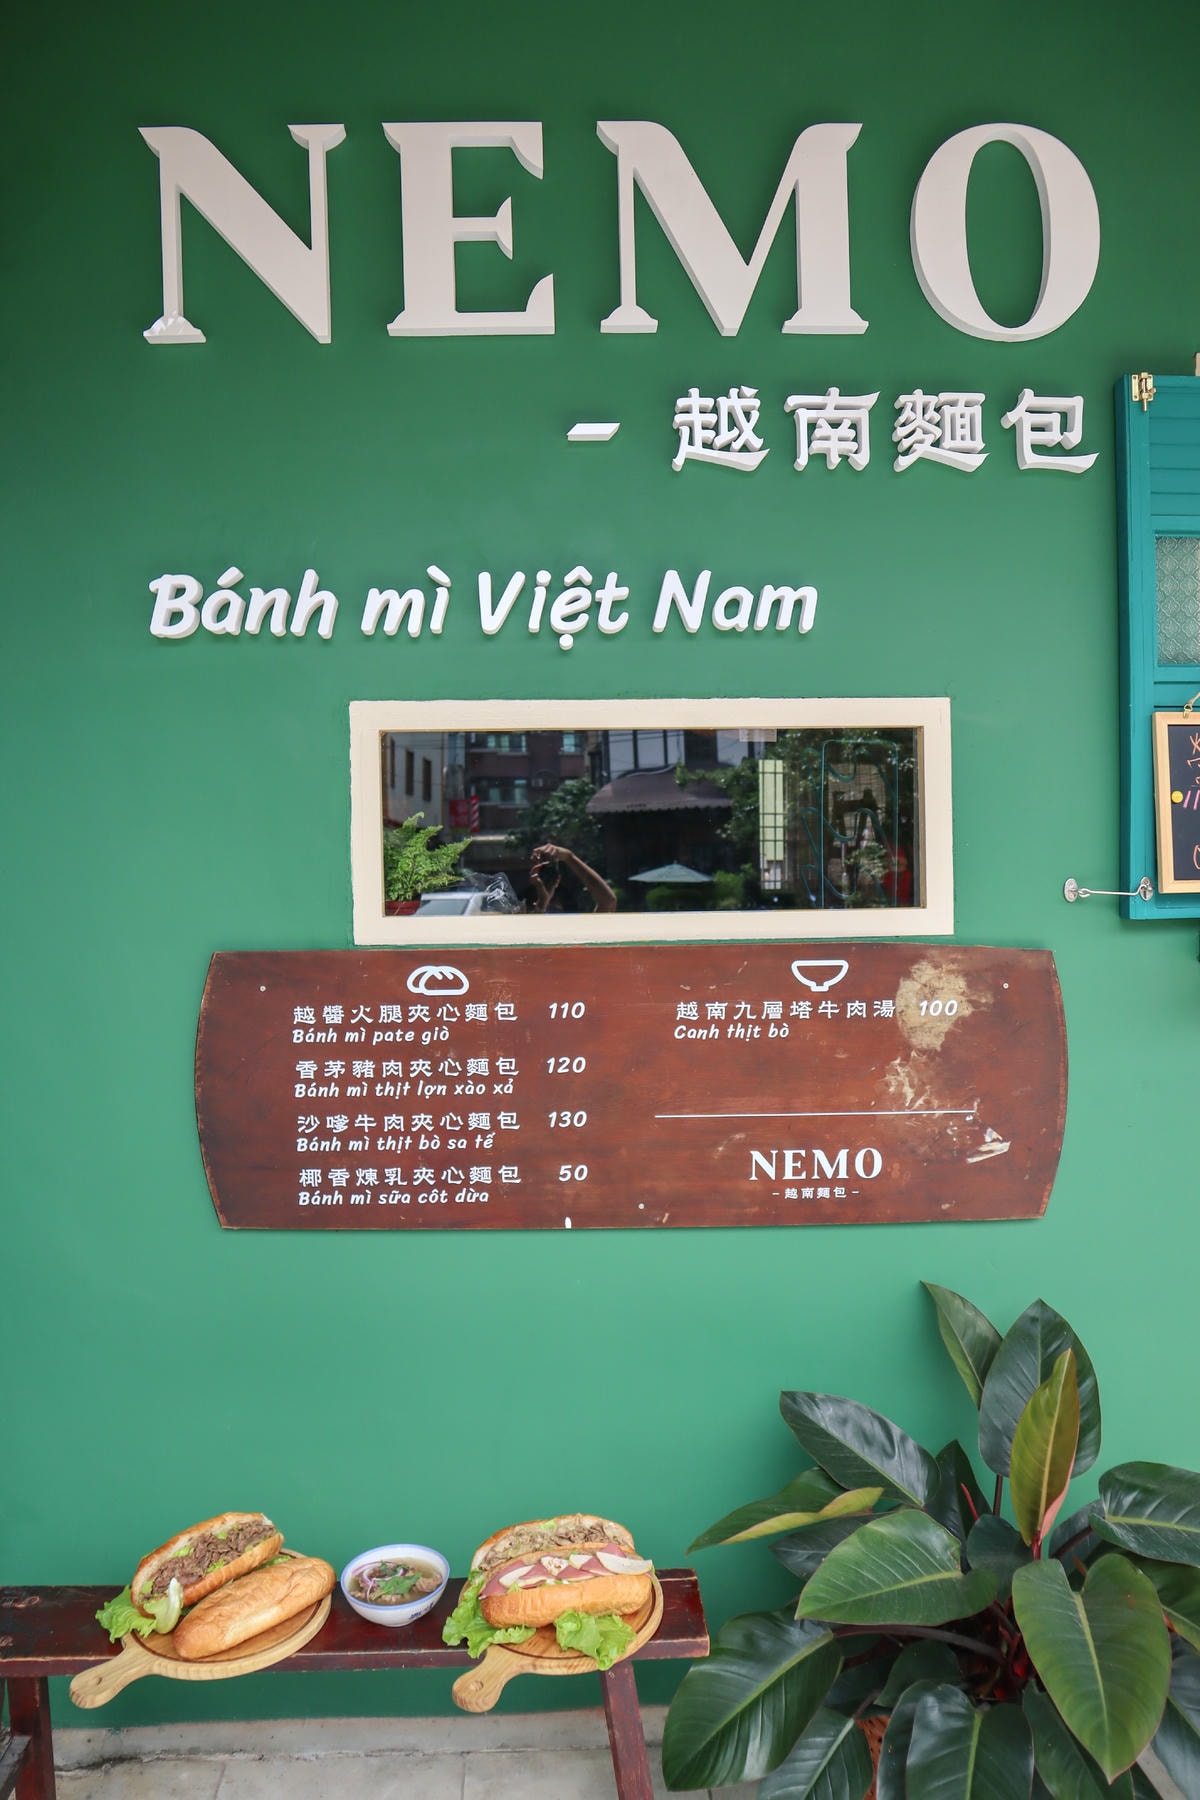 NEMO
- 越南麵包
Bánh mì Việt Nam
越醬火腿夾心麵包 110
Bánh mì pate giò
香茅豬肉夾心麵包 120
Bánh mì thịt lợn xào xả
沙嗲牛肉夾心麵包 130
Bánh mì thịt bò sa tế
椰香煉乳夾心麵包 50
Bánh mì sữa côt dừa
越南九層塔牛肉湯 100
Canh thịt bò
NEMO
- 越南麵包 -